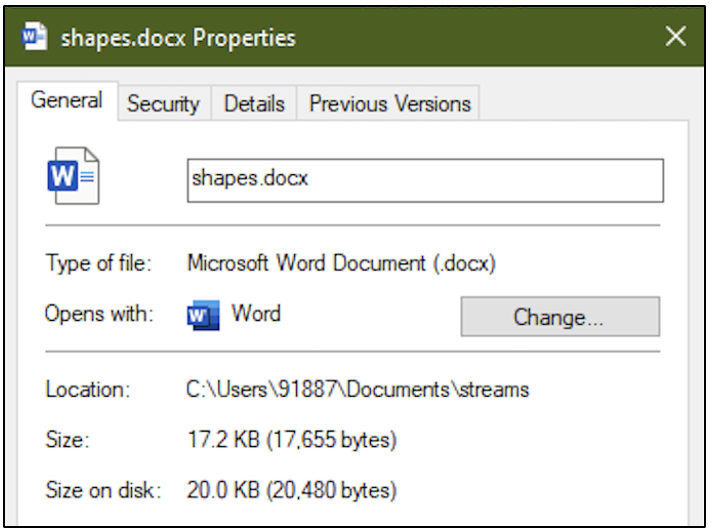 shapes.docx Properties
General Security Details Previous Versions
shapes.docx
Type of file: Microsoft Word Document (.docx)
Opens with: Word Change...
Location: C:\Users\91887\Documents\streams
Size: 17.2 KB (17,655 bytes)
Size on disk: 20.0 KB (20,480 bytes)